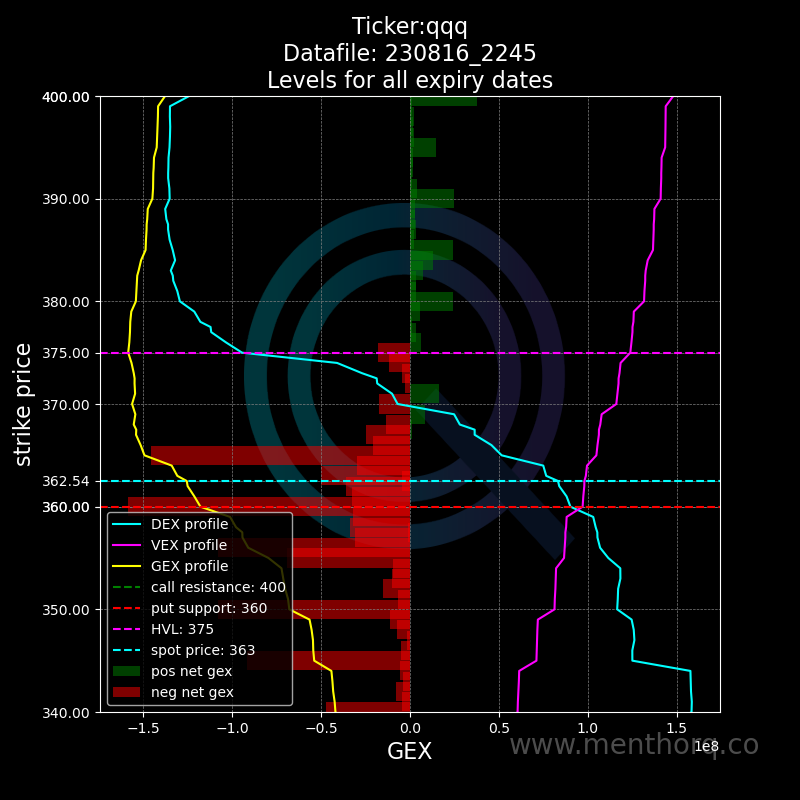 Ticker:qqq
Datafile: 230816_2245
Levels for all expiry dates
400.00
390.00
380.00
375.00
370.00
362.54
360.00
350.00
340.00
strike price
DEX profile
VEX profile
GEX profile
call resistance: 400
put support: 360
HVL: 375
spot price: 363
pos net gex
neg net gex
−1.5 −1.0 −0.5 0.0 0.5 1.0 1.5
1e8
GEX
www.menthorq.co